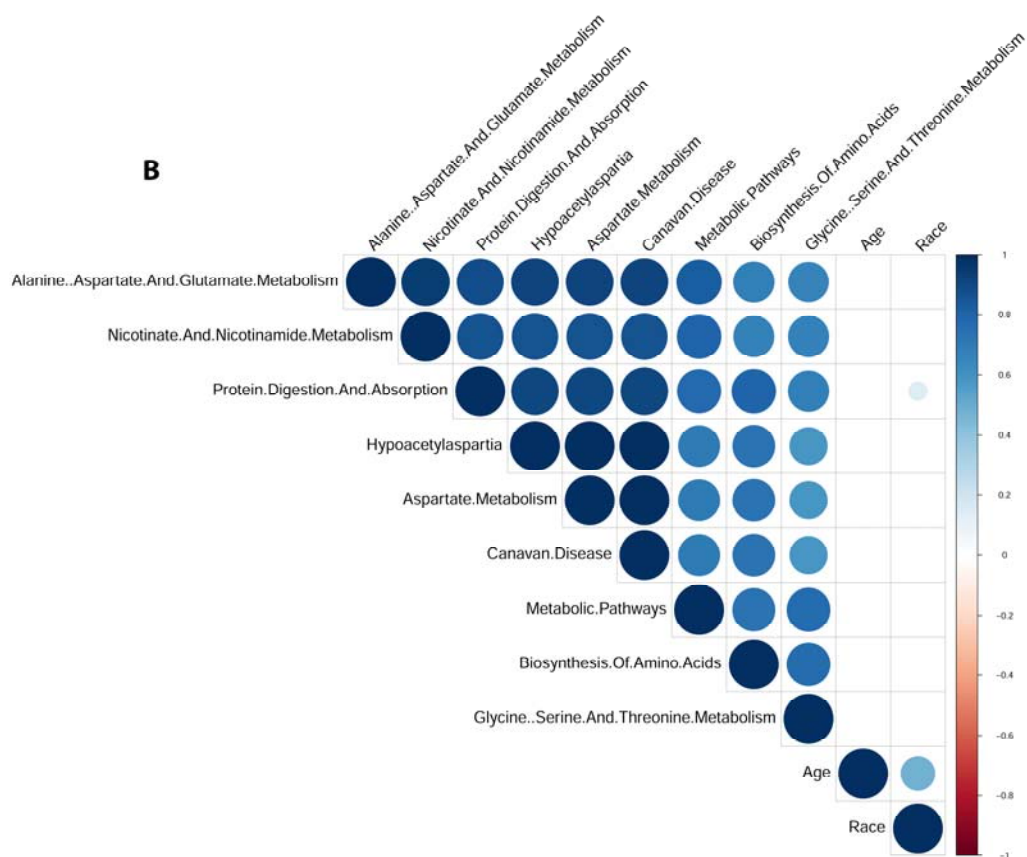 B
Alanine..Aspartate.And.Glutamate.Metabolism
Nicotinate.And.Nicotinamide.Metabolism
Protein.Digestion.And.Absorption
Hypoacetylaspartia
Aspartate.Metabolism
Canavan.Disease
Metabolic.Pathways
Biosynthesis.Of.Amino.Acids
Glycine..Serine.And.Threonine.Metabolism
Age
Race
Alanine..Aspartate.And.Glutamate.Metabolism
Nicotinate.And.Nicotinamide.Metabolism
Protein.Digestion.And.Absorption
Hypoacetylaspartia
Aspartate.Metabolism
Canavan.Disease
Metabolic.Pathways
Biosynthesis.Of.Amino.Acids
Glycine..Serine.And.Threonine.Metabolism
Age
Race
1
0.8
0.6
0.4
0.2
0
-0.2
-0.4
-0.6
-0.8
-1